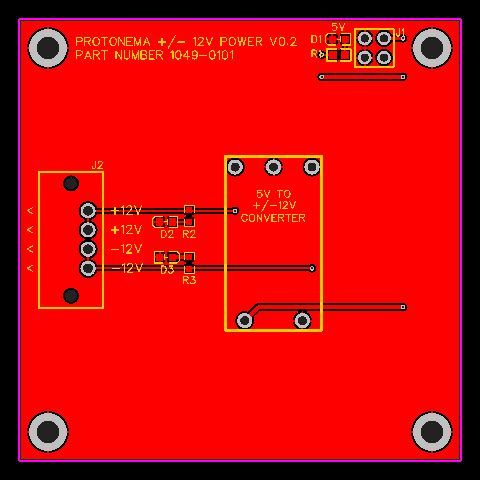 PROTONEMA +/- 12V POWER V0.2
PART NUMBER 1049-0101
5V
D1
J1
R1
J2
5V TO
+/-12V
CONVERTER
< +12V
< +12V
D2 R2
< -12V
< -12V
D3
R3